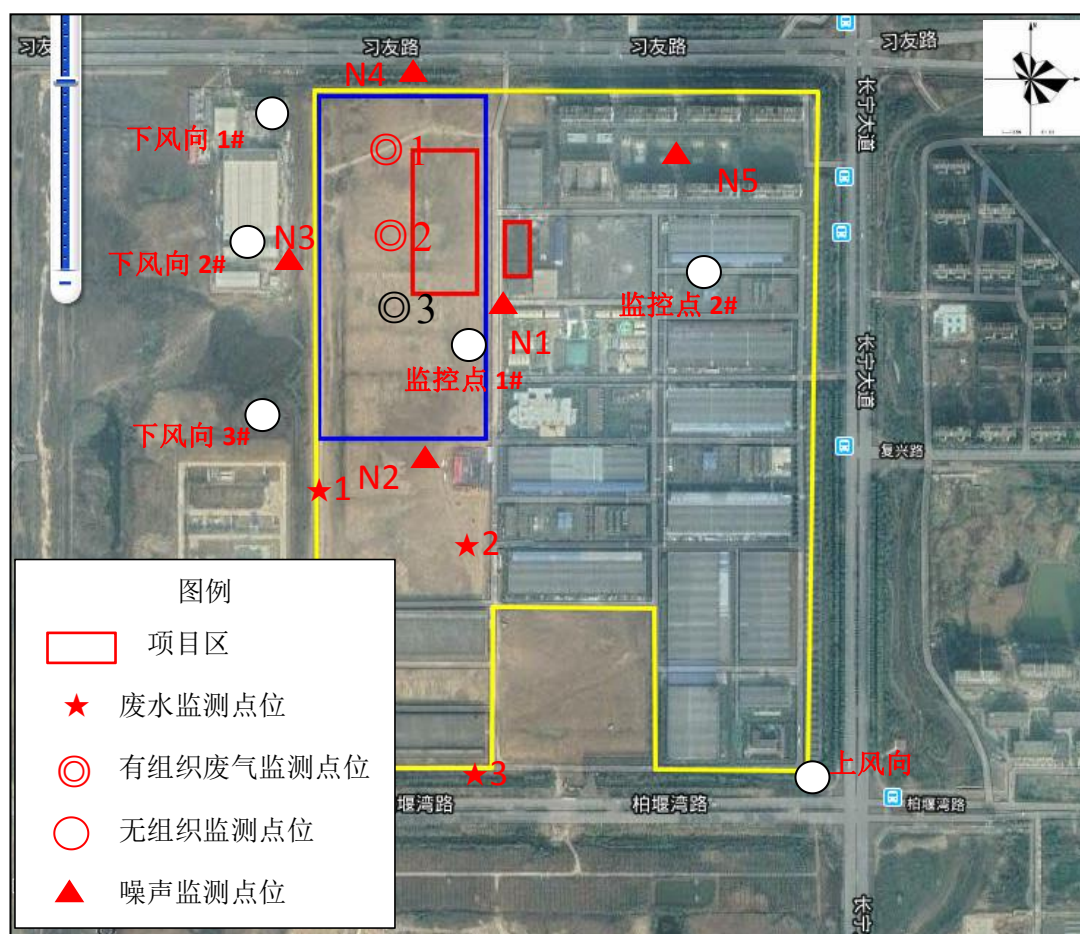 习友
习友路
习友路
习友路
N4
长宁大道
下风向 1#
1
N5
2
N3
下风向 2#
监控点 2#
3
N1
监控点 1#
长宁大道
下风向 3#
复兴路
N2
1
2
图例
项目区
废水监测点位
有组织废气监测点位
无组织监测点位
噪声监测点位
上风向
3
堰湾路
柏堰湾路
柏堰湾路
长宁